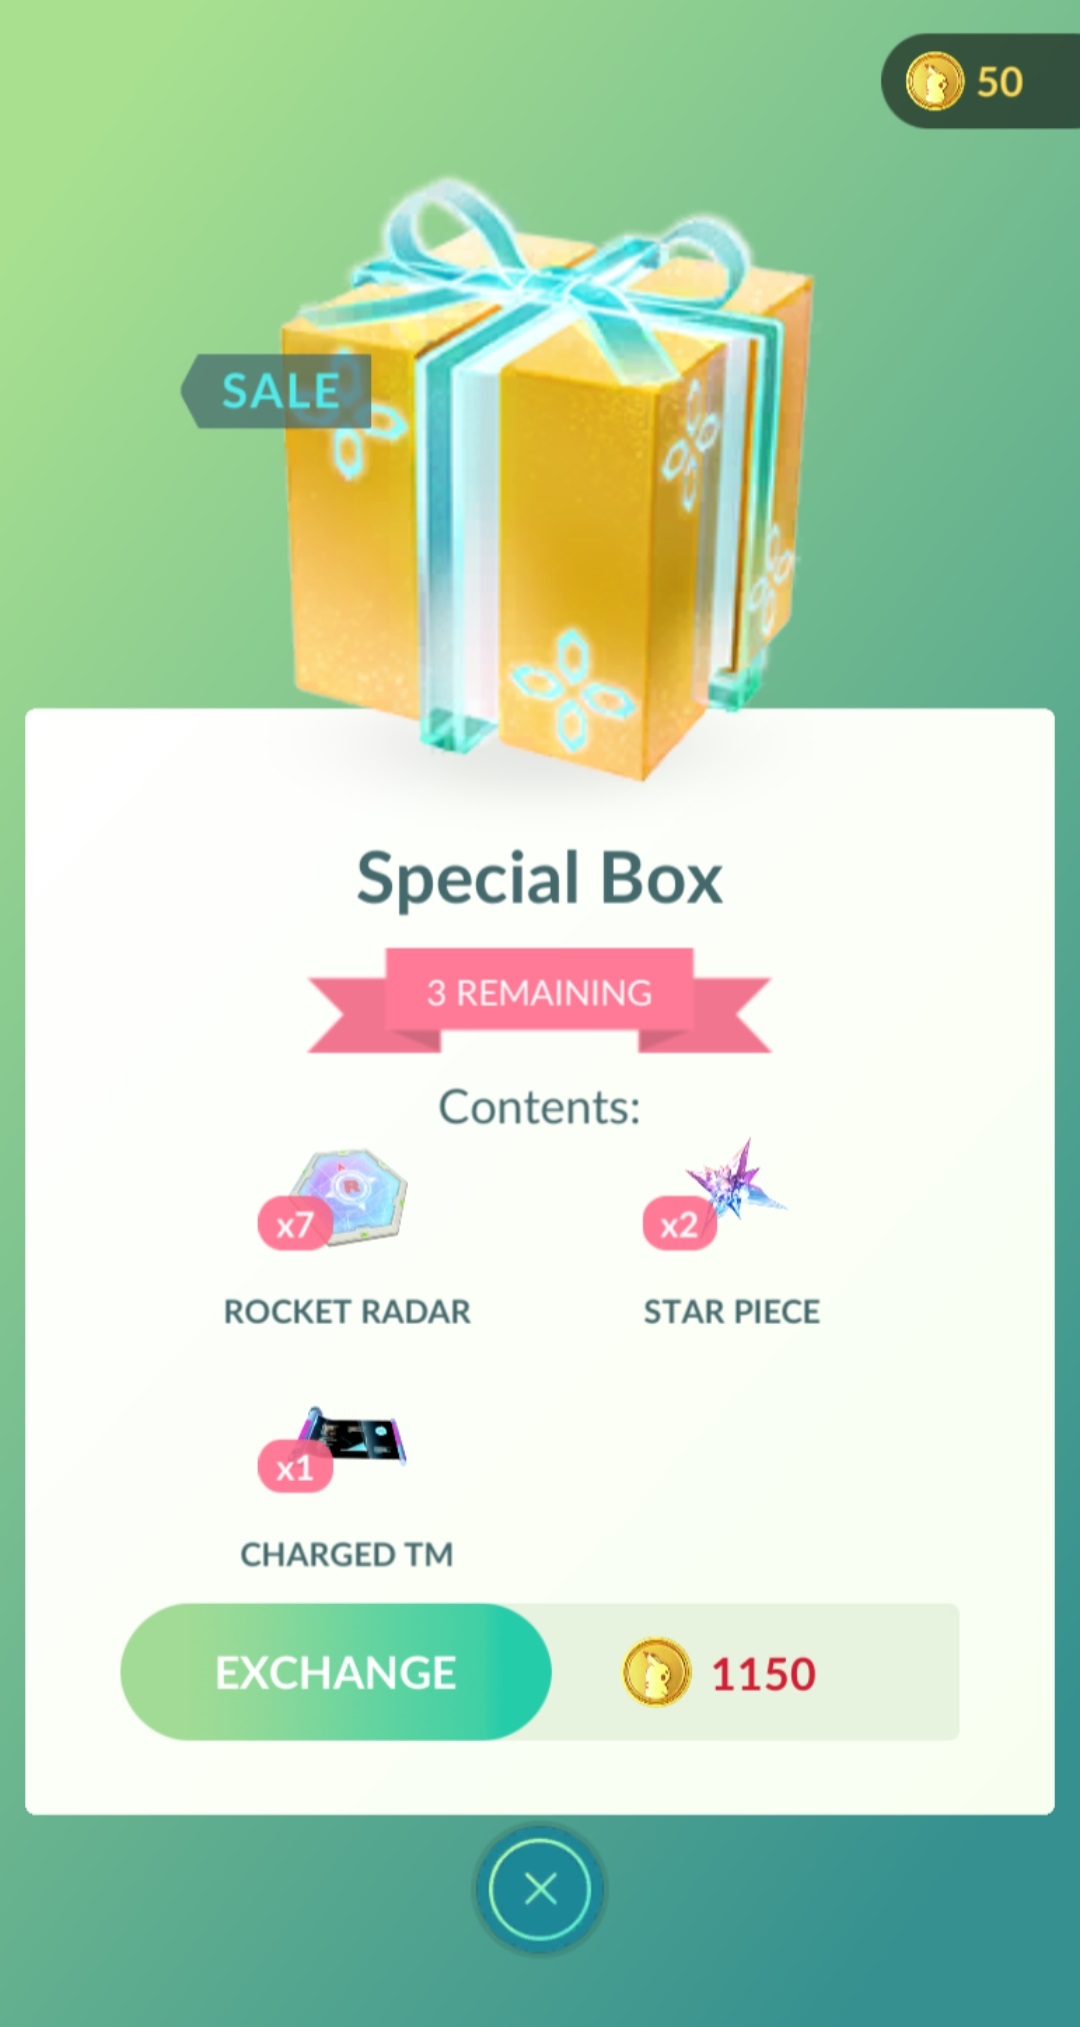 50
SALE
Special Box
3 REMAINING
Contents:
x7
x2
ROCKET RADAR
STAR PIECE
x1
CHARGED TM
EXCHANGE
1150